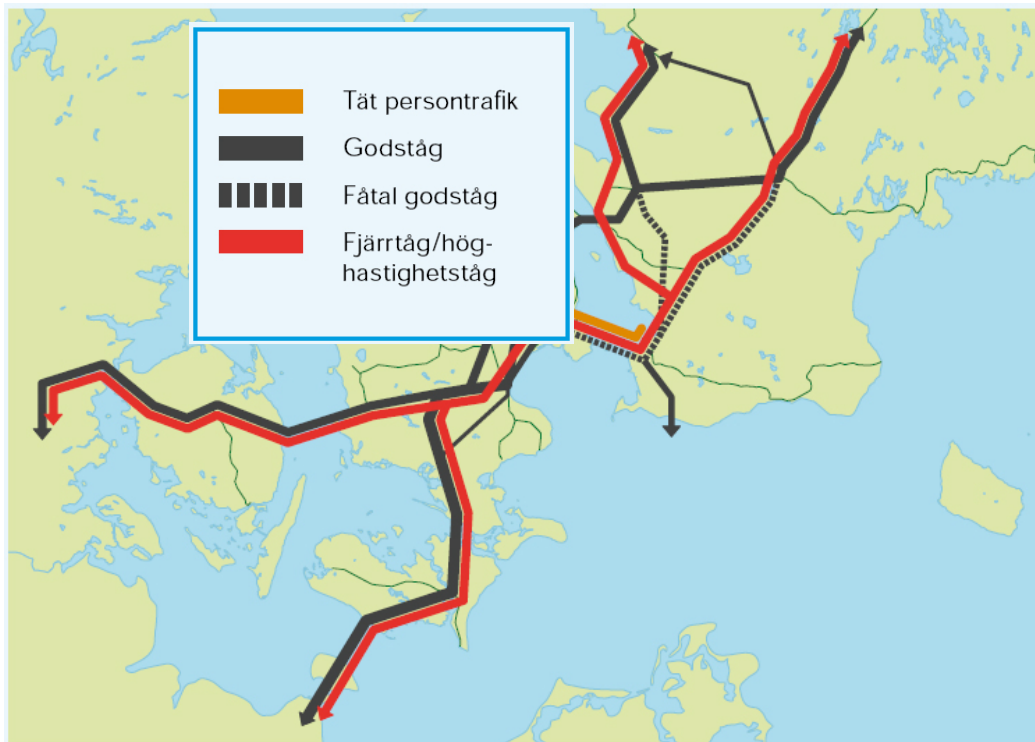 Tät persontrafik
Godståg
Fåtal godståg
Fjärrtåg/hög-
hastighetståg